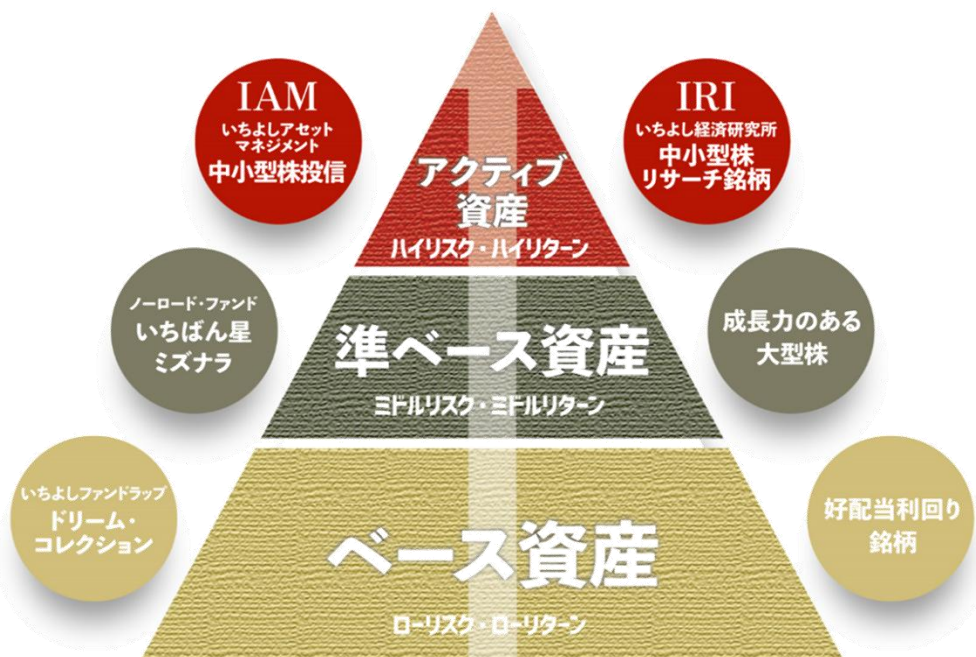 IAM
いちよしアセット
マネジメント
中小型株投信
IRI
いちよし経済研究所
中小型株
リサーチ銘柄
アクティブ
資産
ハイリスク・ハイリターン
ノーロード・ファンド
いちばん星
ミズナラ
準ベース資産
ミドルリスク・ミドルリターン
成長力のある
大型株
いちよしファンドラップ
ドリーム・
コレクション
ベース資産
ローリスク・ローリターン
好配当利回り
銘柄